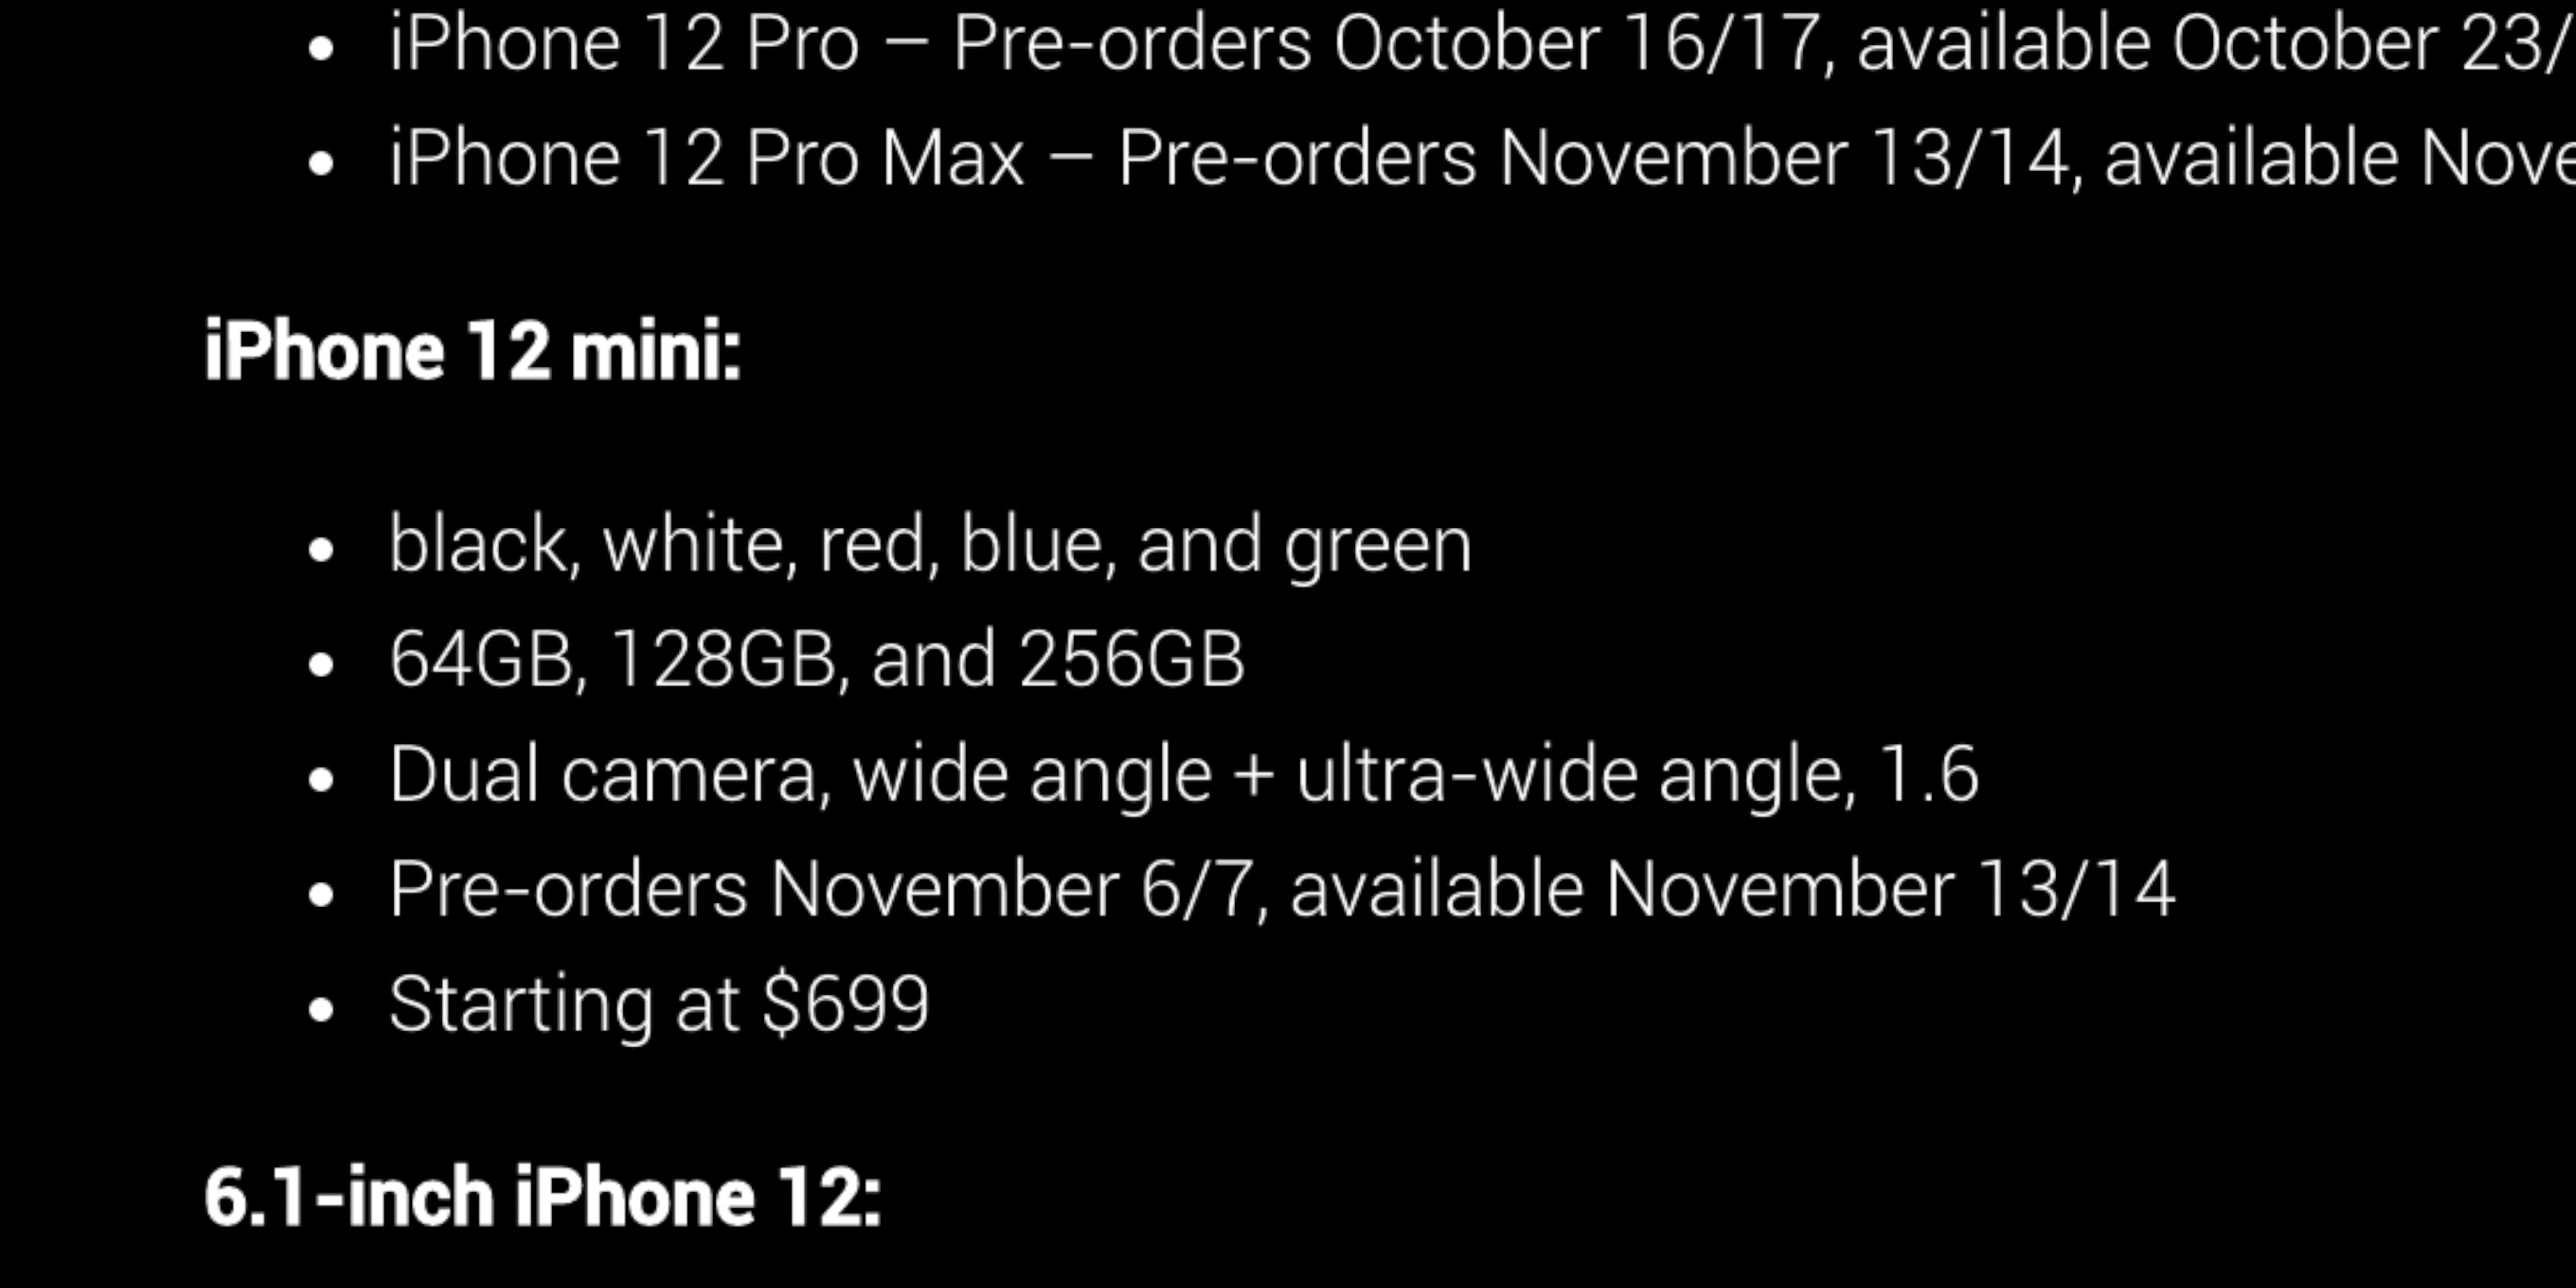 iPhone 12 Pro – Pre-orders October 16/17, available October 23/
iPhone 12 Pro Max – Pre-orders November 13/14, available Nove
iPhone 12 mini:
black, white, red, blue, and green
64GB, 128GB, and 256GB
Dual camera, wide angle + ultra-wide angle, 1.6
Pre-orders November 6/7, available November 13/14
Starting at $699
6.1-inch iPhone 12: